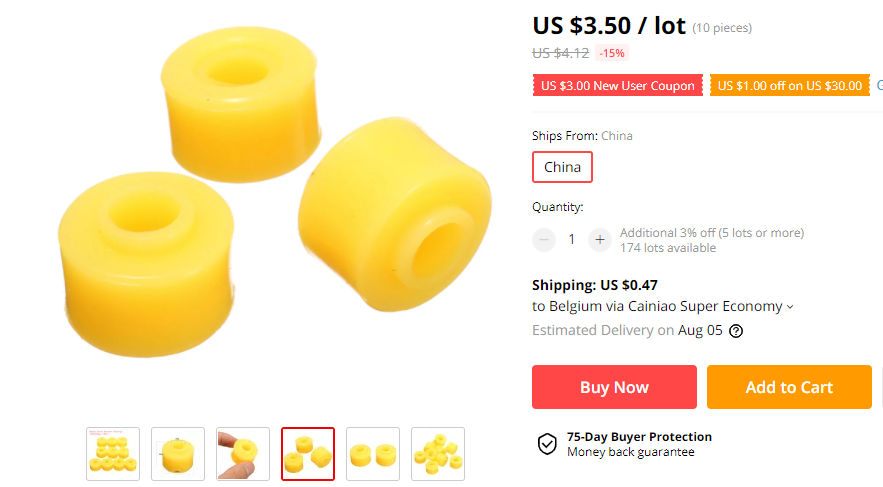 US $3.50 / lot (10 pieces)
US $4.12 -15%
US $3.00 New User Coupon US $1.00 off on US $30.00
Ships From: China
China
Quantity:
1 Additional 3% off (5 lots or more)
174 lots available
Shipping: US $0.47
to Belgium via Cainiao Super Economy
Estimated Delivery on Aug 05
Buy Now Add to Cart
75-Day Buyer Protection
Money back guarantee